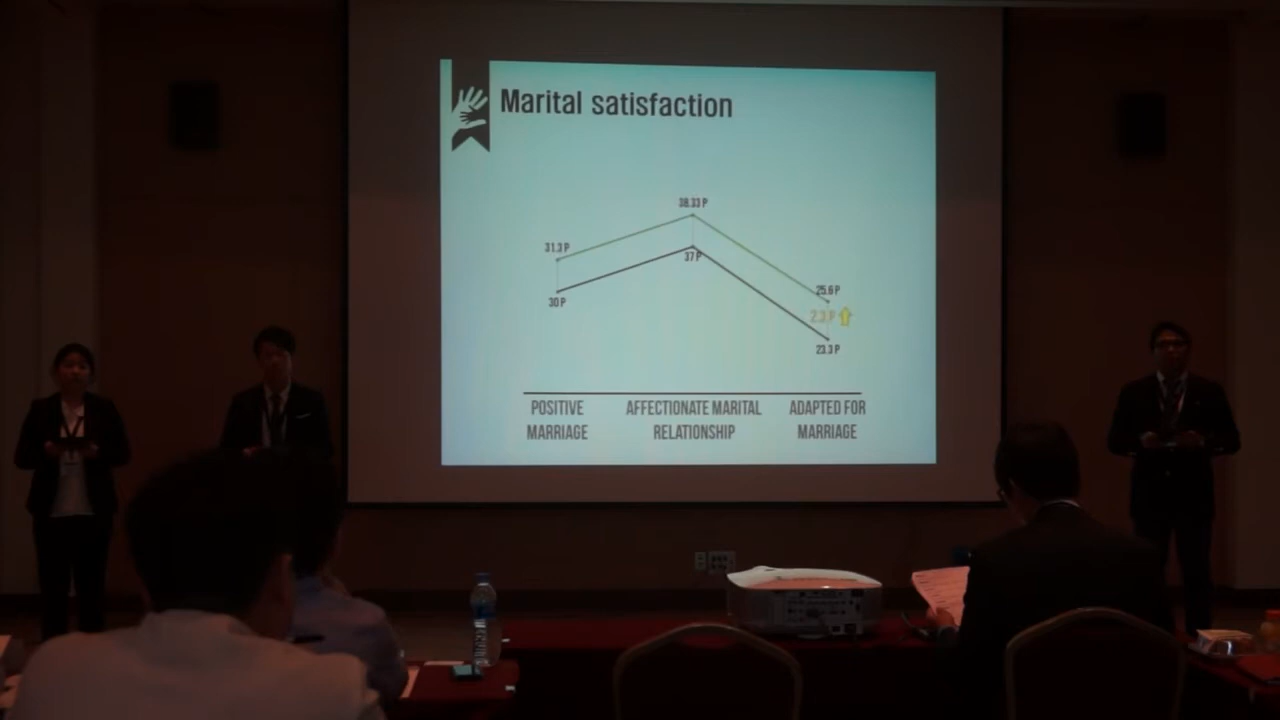 Marital satisfaction
38.33 P
31.3 P
37 P
30 P
25.6 P
2.3 P
23.3 P
POSITIVE MARRIAGE
AFFECTIONATE MARITAL RELATIONSHIP
ADAPTED FOR MARRIAGE